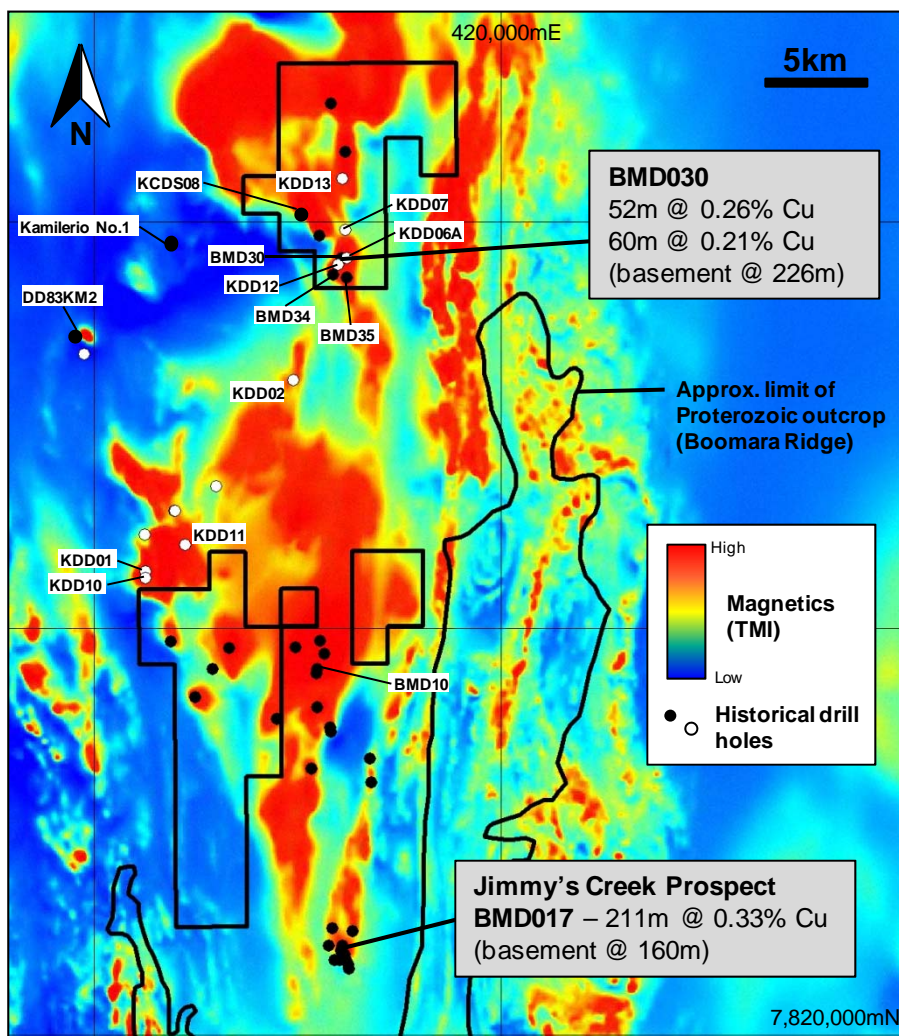 420,000mE
5km
N
BMD030
52m @ 0.26% Cu
60m @ 0.21% Cu
(basement @ 226m)
KDD13
KCDS08
KDD07
Kamilerio No.1
KDD06A
BMD30
KDD12
DD83KM2
BMD34
BMD35
KDD02
Approx. limit of
Proterozoic outcrop
(Boomara Ridge)
KDD11
KDD01
KDD10
High
Magnetics
(TMI)
Low
BMD10
Historical drill
holes
Jimmy's Creek Prospect
BMD017 – 211m @ 0.33% Cu
(basement @ 160m)
7,820,000mN